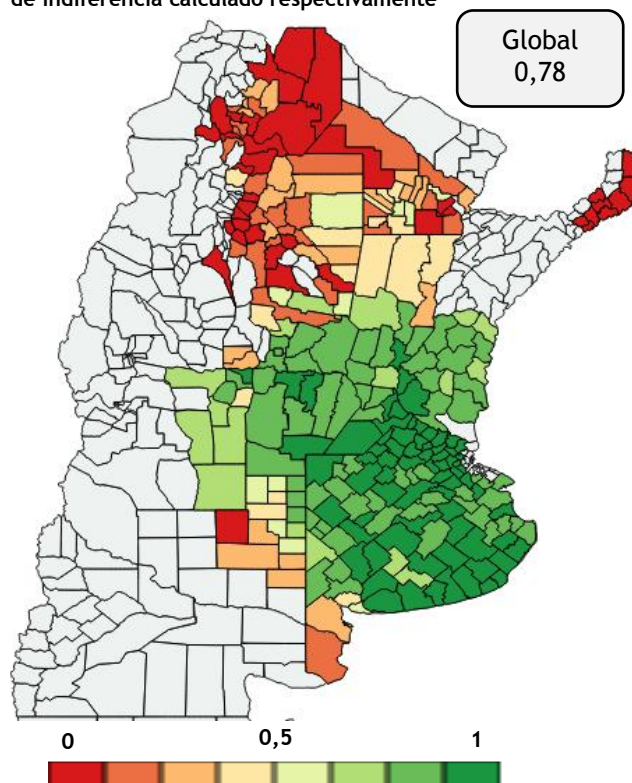 de indiferencia calculado respectivamente
Global
0,78
0
0,5
1